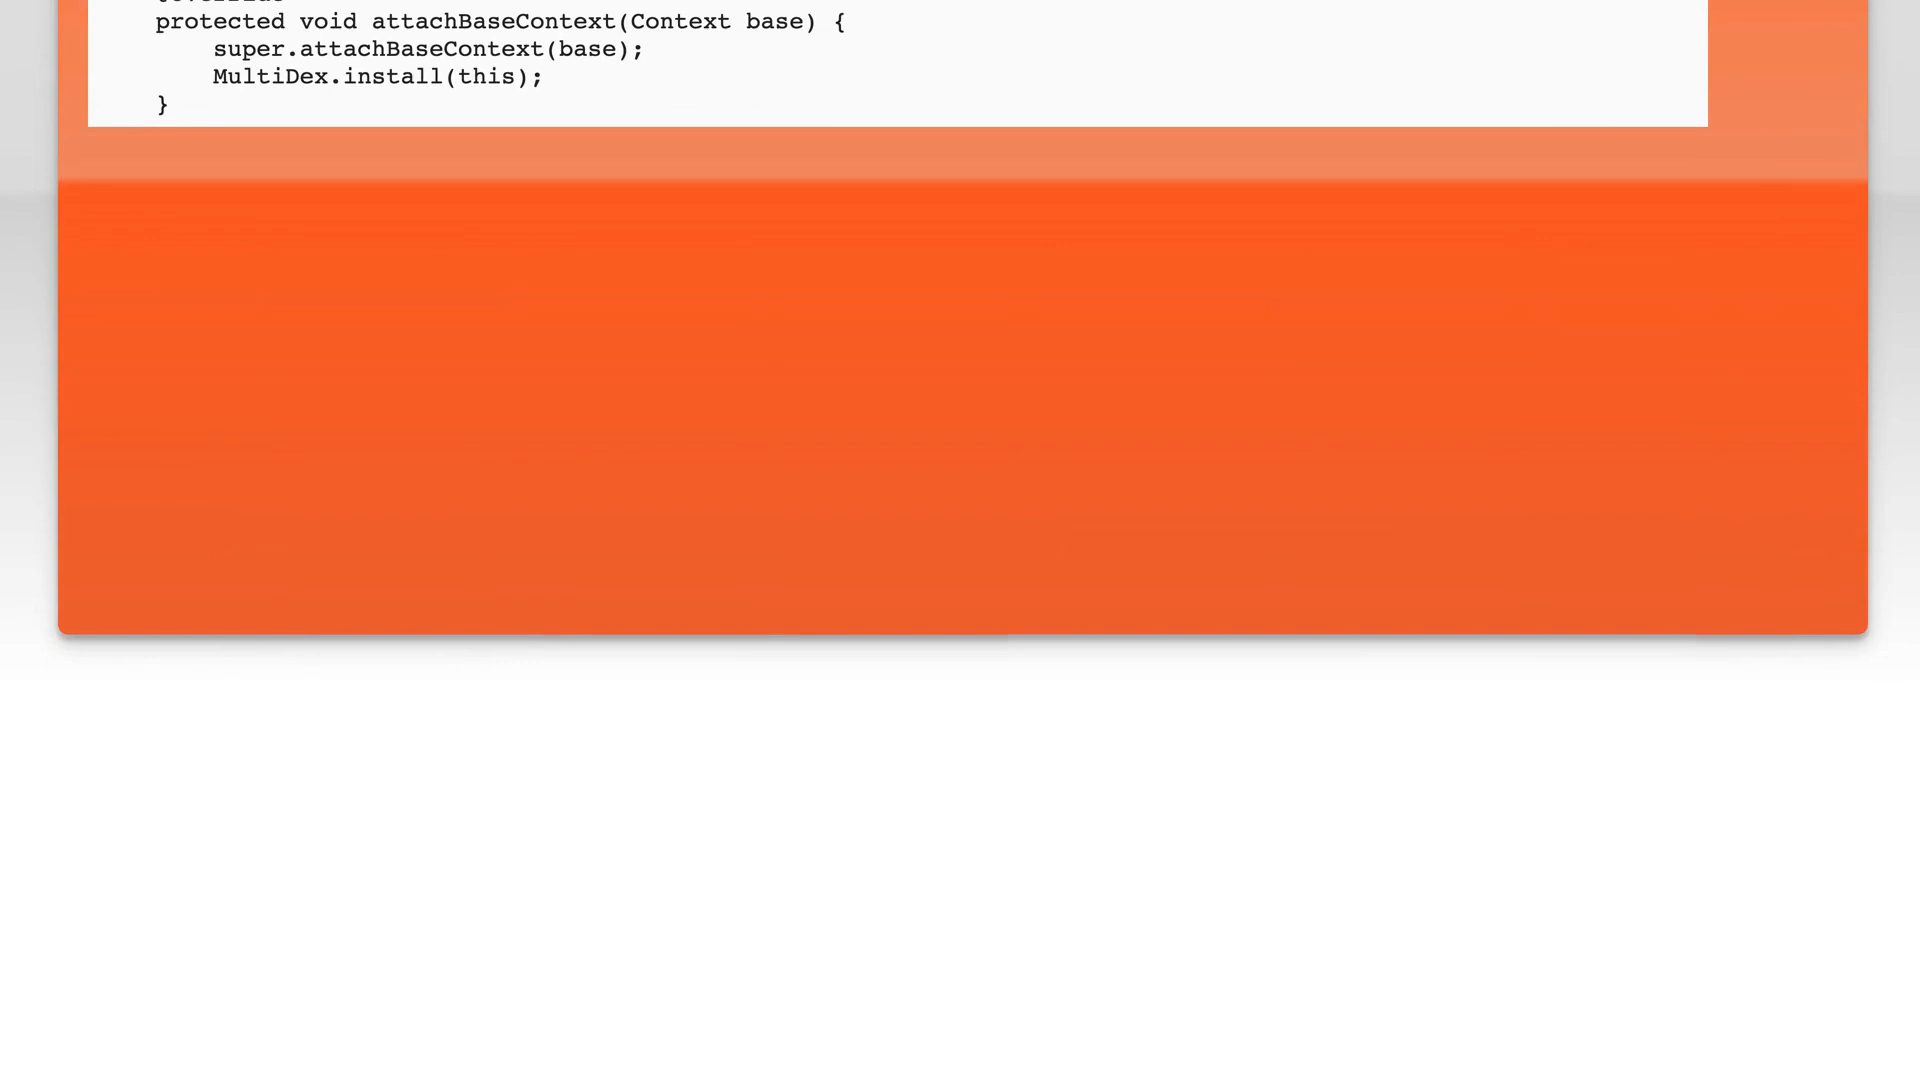 protected void attachBaseContext(Context base) {
super.attachBaseContext(base);
MultiDex.install(this);
}